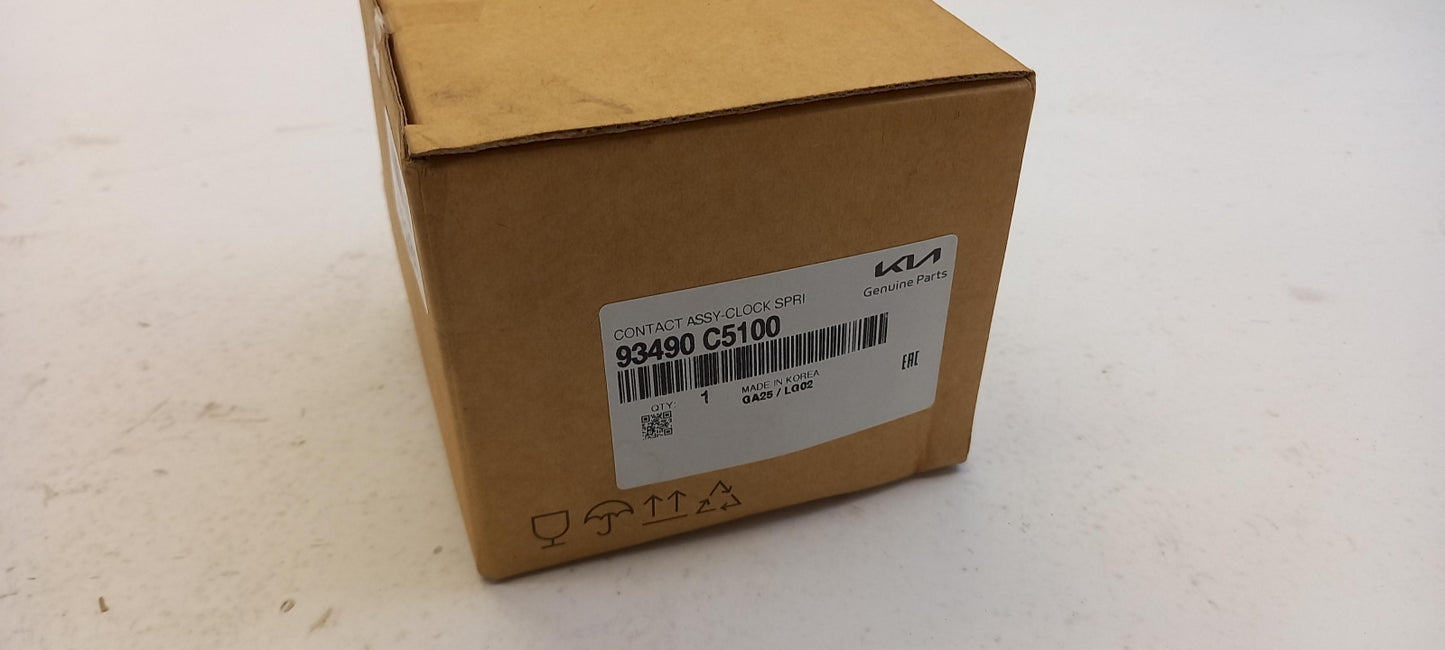 KIA
Genuine Parts
CONTACT ASSY-CLOCK SPRI
93490 C5100
QTY: 1
MADE IN KOREA
GA25 / LG02
EAC